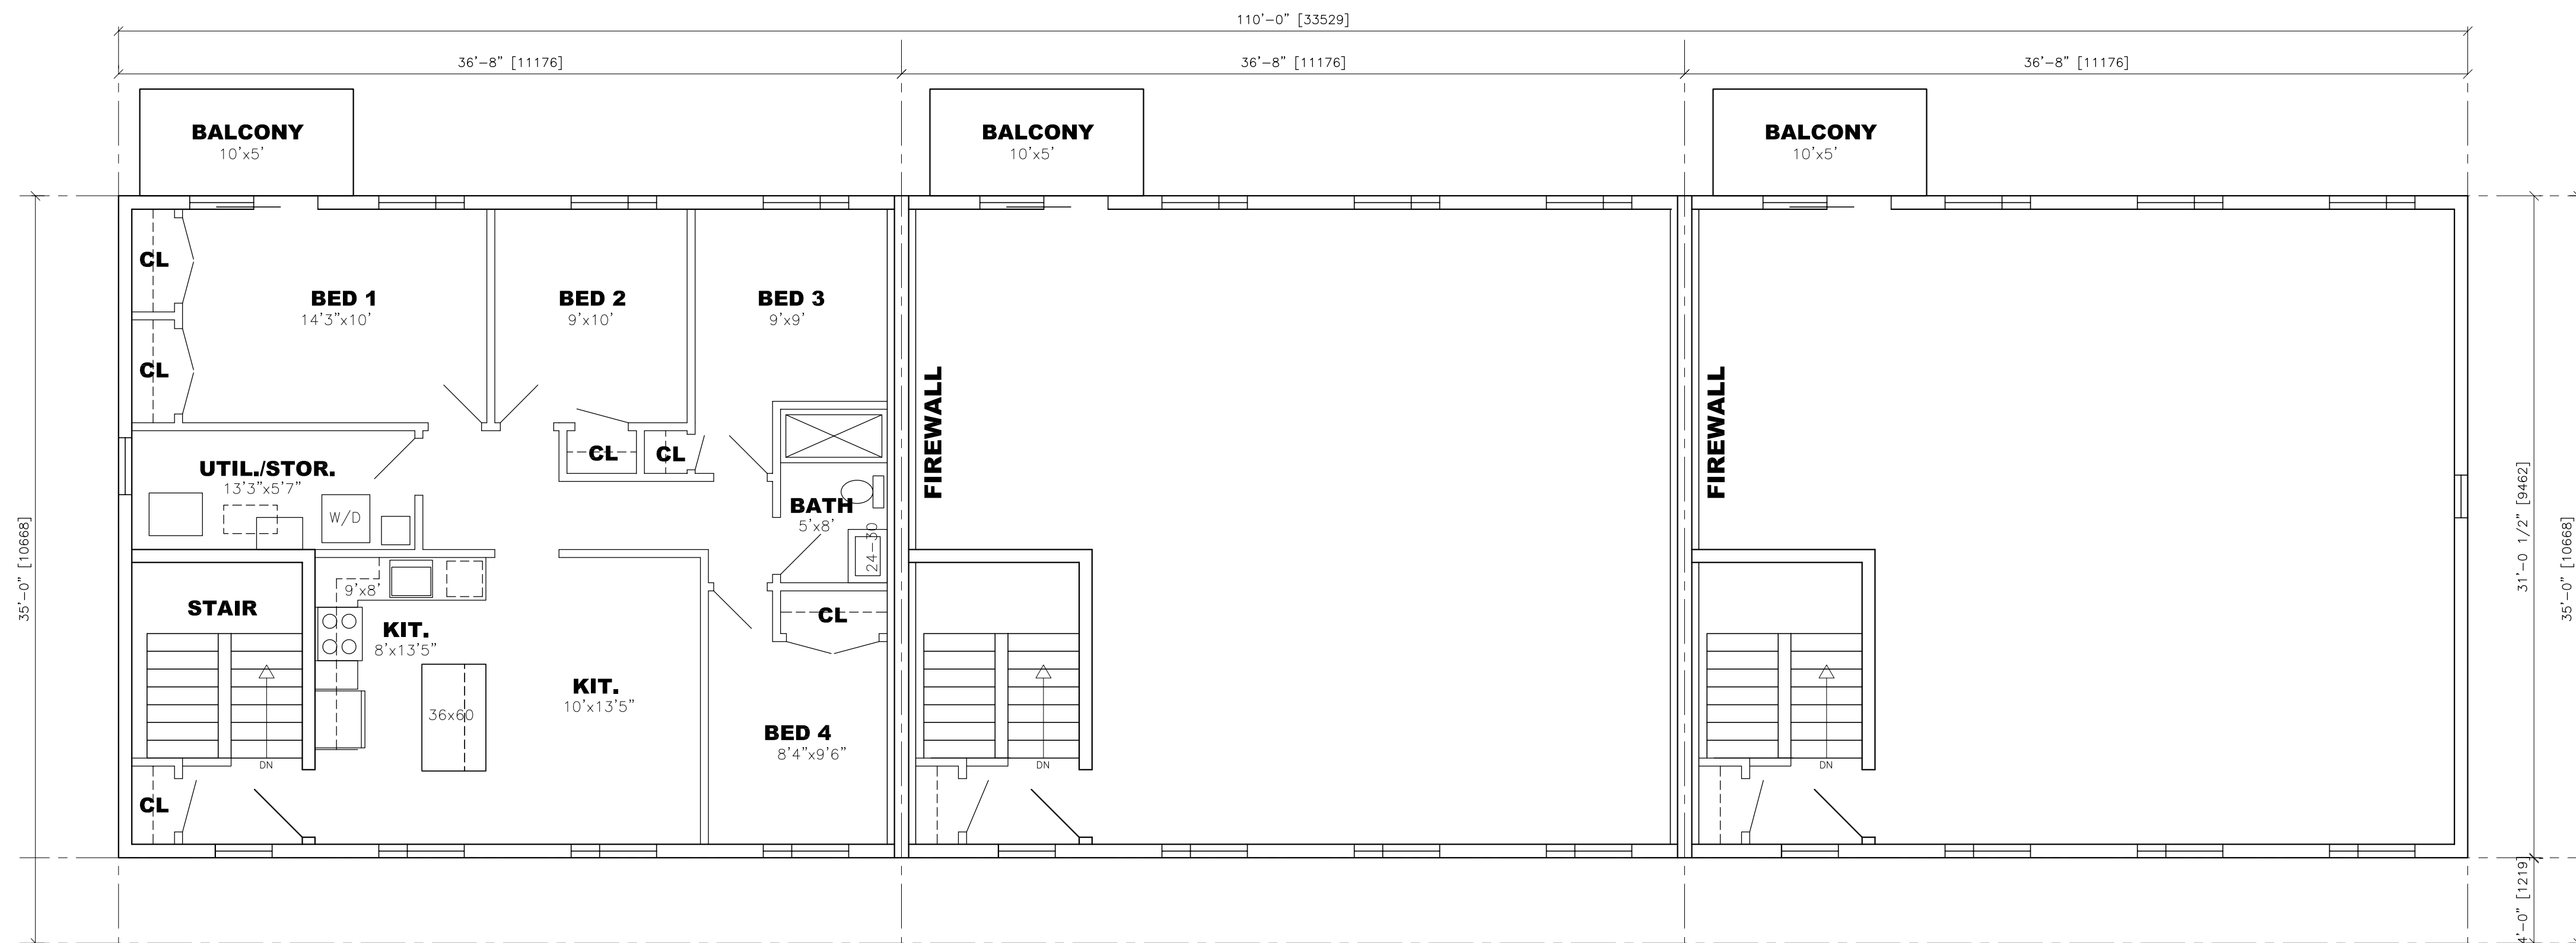 110'-0" [33529]
36'-8" [11176]
36'-8" [11176]
36'-8" [11176]
BALCONY
10'x5'
BALCONY
10'x5'
BALCONY
10'x5'
CL
BED 1
14'3"x10'
BED 2
9'x10'
BED 3
9'x9'
CL
FIREWALL
FIREWALL
CL
CL
UTIL./STOR.
13'3"x5'7"
W/D
BATH
5'x8'
24-30
31'-0 1/2" [9462]
35'-0" [10668]
35'-0" [10668]
9'x8'
STAIR
KIT.
8'x13'5"
CL
36x60
KIT.
10'x13'5"
BED 4
8'4"x9'6"
DN
DN
DN
CL
4'-0" [1219]